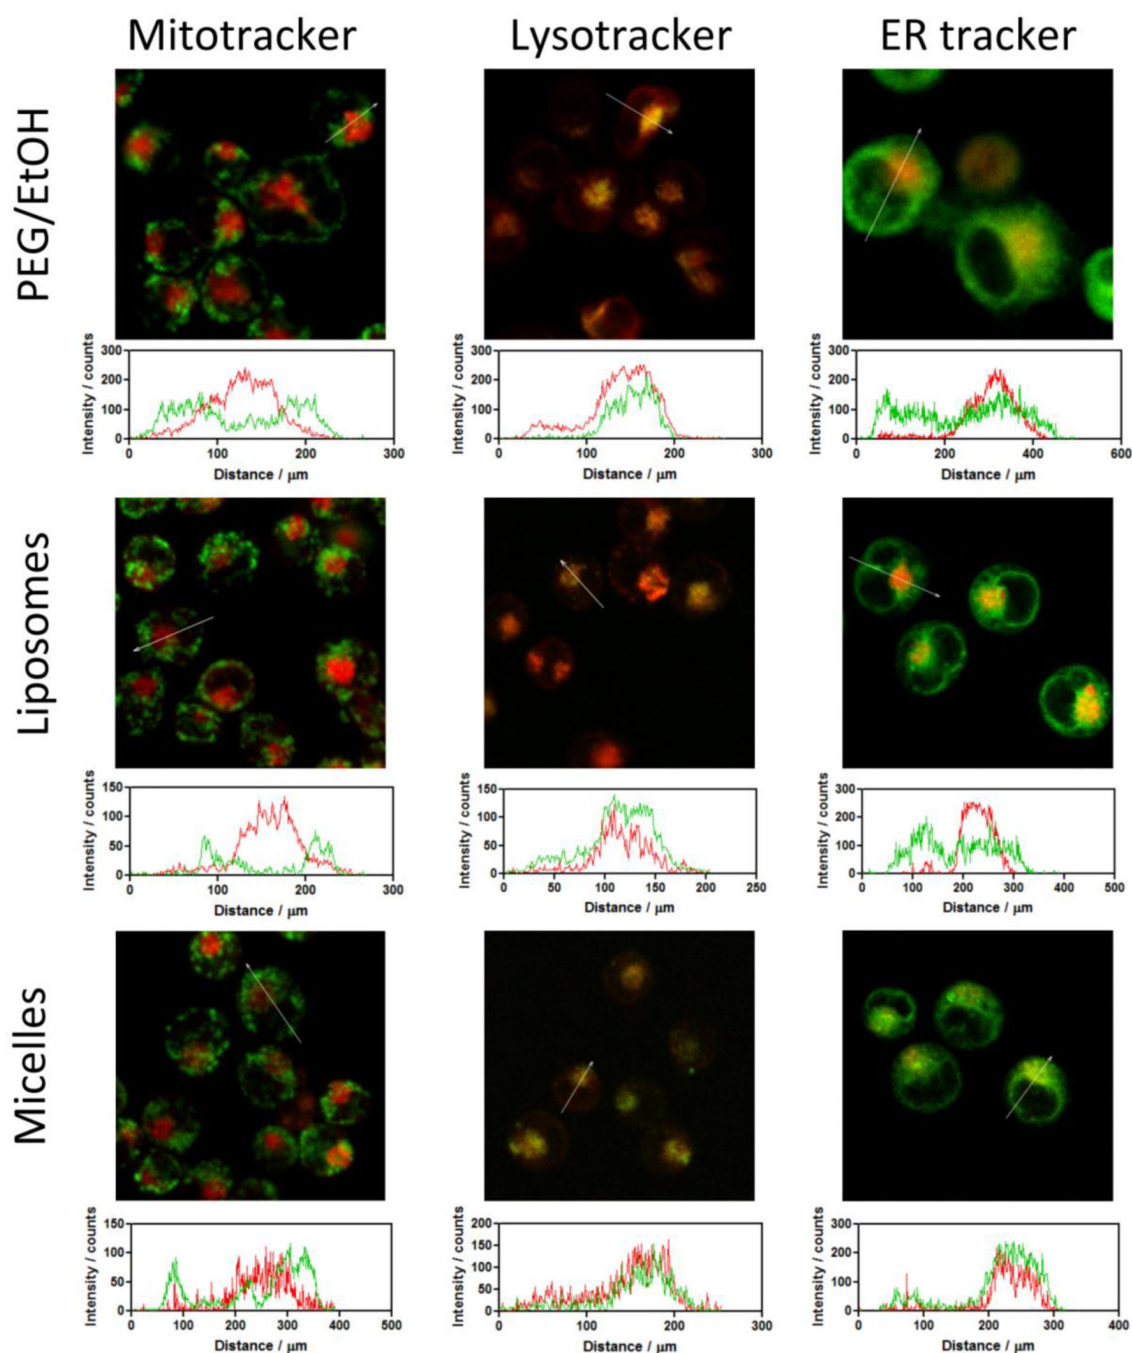 Mitotracker Lysotracker ER tracker
PEG/EtOH
Intensity / counts
300
200
100
0
0 100 200 300
Distance / μm
Intensity / counts
300
200
100
0
0 100 200 300
Distance / μm
Intensity / counts
300
200
100
0
0 200 400 600
Distance / μm
Liposomes
Intensity / counts
150
100
50
0
0 100 200 300
Distance / μm
Intensity / counts
150
100
50
0
0 50 100 150 200 250
Distance / μm
Intensity / counts
300
200
100
0
0 100 200 300 400 500
Distance / μm
Micelles
Intensity / counts
150
100
50
0
0 100 200 300 400 500
Distance / μm
Intensity / counts
200
150
100
50
0
0 100 200 300
Distance / μm
Intensity / counts
300
200
100
0
0 100 200 300 400
Distance / μm